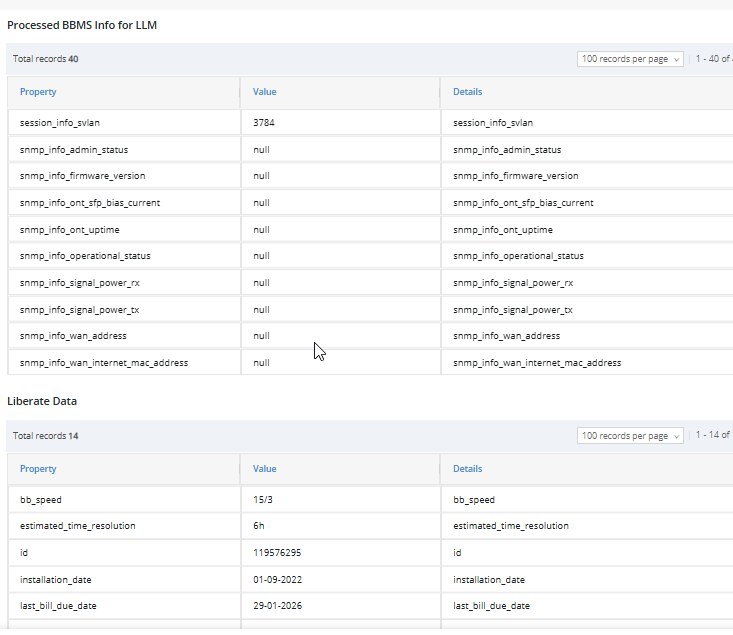 Processed BBMS Info for LLM
Total records 40 100 records per page 1 - 40 of
Property Value Details
session_info_svlan 3784 session_info_svlan
snmp_info_admin_status null snmp_info_admin_status
snmp_info_firmware_version null snmp_info_firmware_version
snmp_info_ont_sfp_bias_current null snmp_info_ont_sfp_bias_current
snmp_info_ont_uptime null snmp_info_ont_uptime
snmp_info_operational_status null snmp_info_operational_status
snmp_info_signal_power_rx null snmp_info_signal_power_rx
snmp_info_signal_power_tx null snmp_info_signal_power_tx
snmp_info_wan_address null snmp_info_wan_address
snmp_info_wan_internet_mac_address null snmp_info_wan_internet_mac_address
Liberate Data
Total records 14 100 records per page 1 - 14 of
Property Value Details
bb_speed 15/3 bb_speed
estimated_time_resolution 6h estimated_time_resolution
id 119576295 id
installation_date 01-09-2022 installation_date
last_bill_due_date 29-01-2026 last_bill_due_date